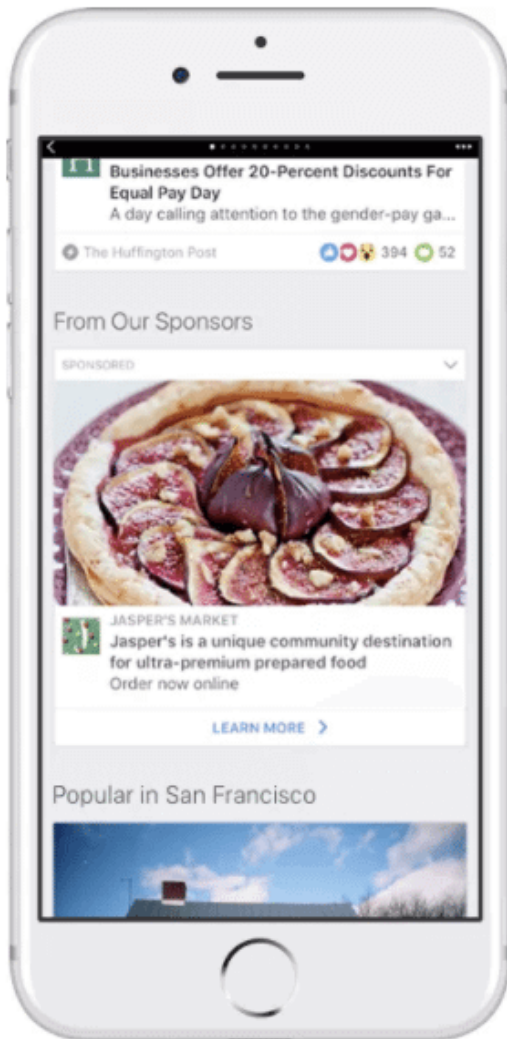 Businesses Offer 20-Percent Discounts For
Equal Pay Day
A day calling attention to the gender-pay ga...
The Huffington Post 394 52
From Our Sponsors
SPONSORED
JASPER'S MARKET
Jasper's is a unique community destination
for ultra-premium prepared food
Order now online
LEARN MORE
Popular in San Francisco